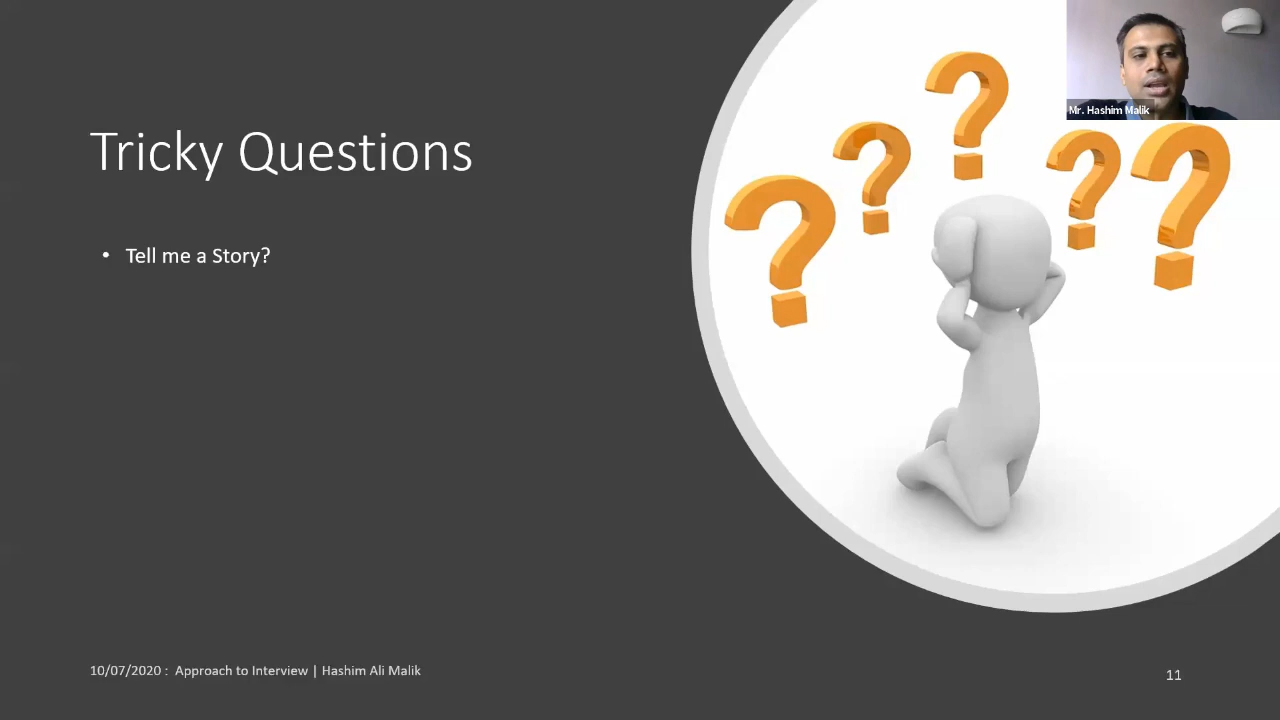 Mr. Hashim Malik
Tricky Questions
• Tell me a Story?
10/07/2020 : Approach to Interview | Hashim Ali Malik
11